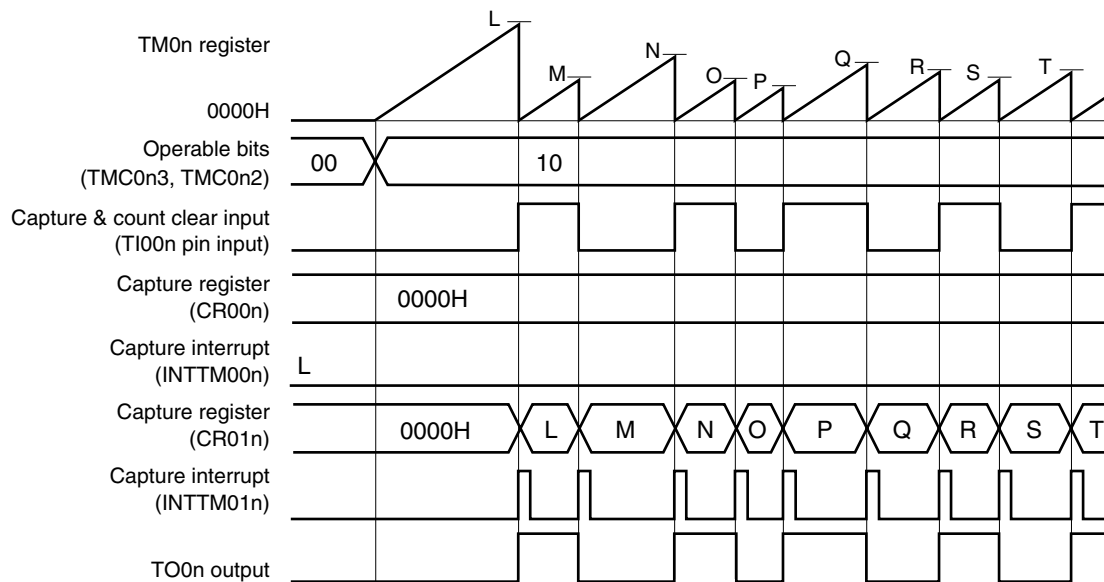 L
TM0n register
N
Q
M
O
P
R
S
T
0000H
Operable bits
(TMC0n3, TMC0n2)
00
10
Capture & count clear input
(TI00n pin input)
Capture register
(CR00n)
0000H
Capture interrupt
(INTTM00n)
L
Capture register
(CR01n)
0000H
L
M
N
O
P
Q
R
S
T
Capture interrupt
(INTTM01n)
TO0n output